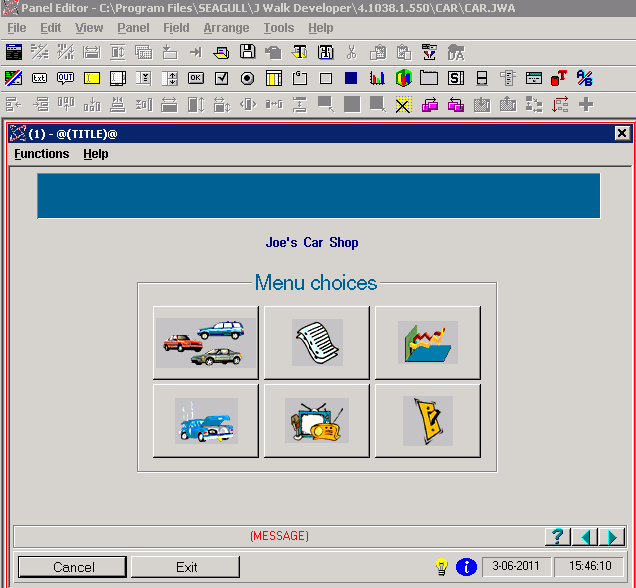 Panel Editor - C:\Program Files\SEAGULL\J Walk Developer\4.1038.1.550\CAR\CAR.JWA
File Edit View Panel Field Arrange Tools Help
txt OUT OK
(1) - @(TITLE)@
Functions Help
Joe's Car Shop
Menu choices
(MESSAGE)
?
Cancel Exit i 3-06-2011 15:46:10